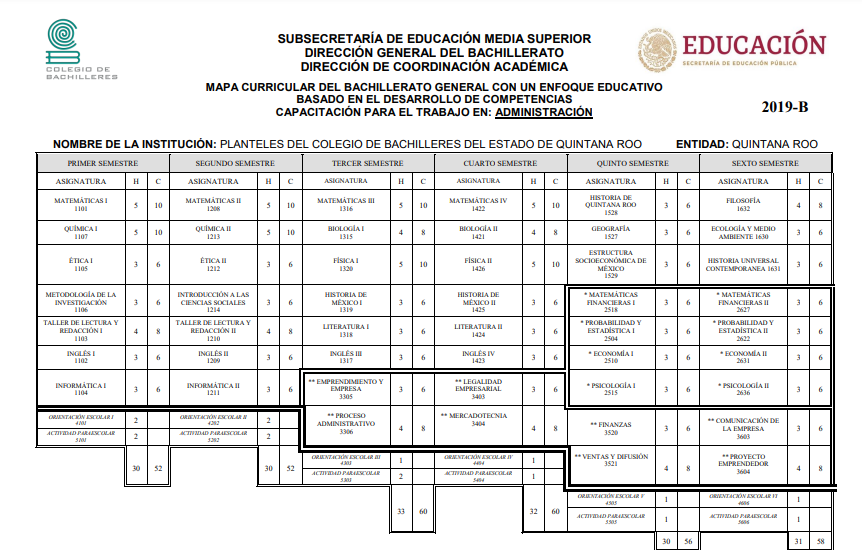 COLEGIO DE
BACHILLERES
SUBSECRETARÍA DE EDUCACIÓN MEDIA SUPERIOR
DIRECCIÓN GENERAL DEL BACHILLERATO
DIRECCIÓN DE COORDINACIÓN ACADÉMICA
EDUCACIÓN
SECRETARÍA DE EDUCACIÓN PÚBLICA
MAPA CURRICULAR DEL BACHILLERATO GENERAL CON UN ENFOQUE EDUCATIVO
BASADO EN EL DESARROLLO DE COMPETENCIAS
CAPACITACIÓN PARA EL TRABAJO EN: ADMINISTRACIÓN
2019-B
NOMBRE DE LA INSTITUCIÓN: PLANTELES DEL COLEGIO DE BACHILLERES DEL ESTADO DE QUINTANA ROO ENTIDAD: QUINTANA ROO
PRIMER SEMESTRE SEGUNDO SEMESTRE TERCER SEMESTRE CUARTO SEMESTRE QUINTO SEMESTRE SEXTO SEMESTRE
ASIGNATURA H C ASIGNATURA H C ASIGNATURA H C ASIGNATURA H C ASIGNATURA H C ASIGNATURA H C
MATEMÁTICAS I
1101 5 10
MATEMÁTICAS II
1208 5 10
MATEMÁTICAS III
1316 5 10
MATEMÁTICAS IV
1422 5 10
HISTORIA DE
QUINTANA ROO
1528 3 6
FILOSOFÍA
1632 4 8
QUÍMICA I
1107 5 10
QUÍMICA II
1213 5 10
BIOLOGÍA I
1315 4 8
BIOLOGÍA II
1421 4 8
GEOGRAFÍA
1527 3 6
ECOLOGÍA Y MEDIO
AMBIENTE 1630 3 6
ÉTICA I
1105 3 6
ÉTICA II
1212 3 6
FÍSICA I
1320 5 10
FÍSICA II
1426 5 10
ESTRUCTURA
SOCIOECONÓMICA DE
MÉXICO
1529 3 6
HISTORIA UNIVERSAL
CONTEMPORANEA 1631 3 6
METODOLOGÍA DE LA
INVESTIGACIÓN
1106 3 6
INTRODUCCIÓN A LAS
CIENCIAS SOCIALES
1214 3 6
HISTORIA DE
MÉXICO I
1319 3 6
HISTORIA DE
MÉXICO II
1425 3 6
* MATEMÁTICAS
FINANCIERAS I
2518 3 6
* MATEMÁTICAS
FINANCIERAS II
2627 3 6
TALLER DE LECTURA Y
REDACCIÓN I
1103 4 8
TALLER DE LECTURA Y
REDACCIÓN II
1210 4 8
LITERATURA I
1318 3 6
LITERATURA II
1424 3 6
* PROBABILIDAD Y
ESTADÍSTICA I
2504 3 6
* PROBABILIDAD Y
ESTADÍSTICA II
2622 3 6
INGLÉS I
1102 3 6
INGLÉS II
1209 3 6
INGLÉS III
1317 3 6
INGLÉS IV
1423 3 6
* ECONOMÍA I
2510 3 6
* ECONOMÍA II
2631 3 6
INFORMÁTICA I
1104 3 6
INFORMÁTICA II
1211 3 6
** EMPRENDIMIENTO Y
EMPRESA
3305 3 6
** LEGALIDAD
EMPRESARIAL
3403 3 6
* PSICOLOGÍA I
2515 3 6
* PSICOLOGÍA II
2636 3 6
ORIENTACIÓN ESCOLAR I
4101 2
ORIENTACIÓN ESCOLAR II
4202 2
** PROCESO
ADMINISTRATIVO
3306 4 8
** MERCADOTECNIA
3404 4 8
** FINANZAS
3520 3 6
** COMUNICACIÓN DE
LA EMPRESA
3603 3 6
ACTIVIDAD PARAESCOLAR
5101 2
ACTIVIDAD PARAESCOLAR
5202 2
ORIENTACIÓN ESCOLAR III
4303 1
ORIENTACIÓN ESCOLAR IV
4404 1
** VENTAS Y DIFUSIÓN
3521 4 8
** PROYECTO
EMPRENDEDOR
3604 4 8
30 52 30 52
ACTIVIDAD PARAESCOLAR
5303 2
ACTIVIDAD PARAESCOLAR
5404 1
ORIENTACIÓN ESCOLAR V
4505 1
ORIENTACIÓN ESCOLAR VI
4606 1
33 60 32 60
ACTIVIDAD PARAESCOLAR
5505 1
ACTIVIDAD PARAESCOLAR
5606 1
30 56 31 58